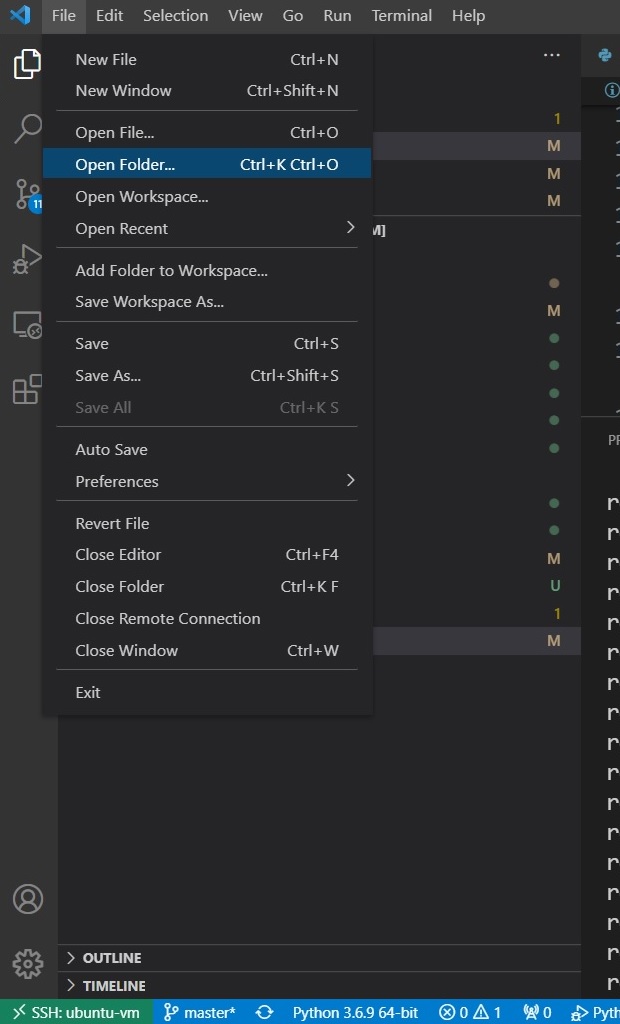 File Edit Selection View Go Run Terminal Help
New File Ctrl+N
New Window Ctrl+Shift+N
1
Open File... Ctrl+O
M
Open Folder... Ctrl+K Ctrl+O
M
Open Workspace...
M
Open Recent
M]
Add Folder to Workspace...
Save Workspace As...
M
Save Ctrl+S
Save As... Ctrl+Shift+S
Save All Ctrl+K S
Auto Save
Preferences
Revert File
Close Editor Ctrl+F4
M
Close Folder Ctrl+K F
U
Close Remote Connection
1
Close Window Ctrl+W
M
Exit
11
OUTLINE
TIMELINE
SSH: ubuntu-vm master* Python 3.6.9 64-bit 0 1 0